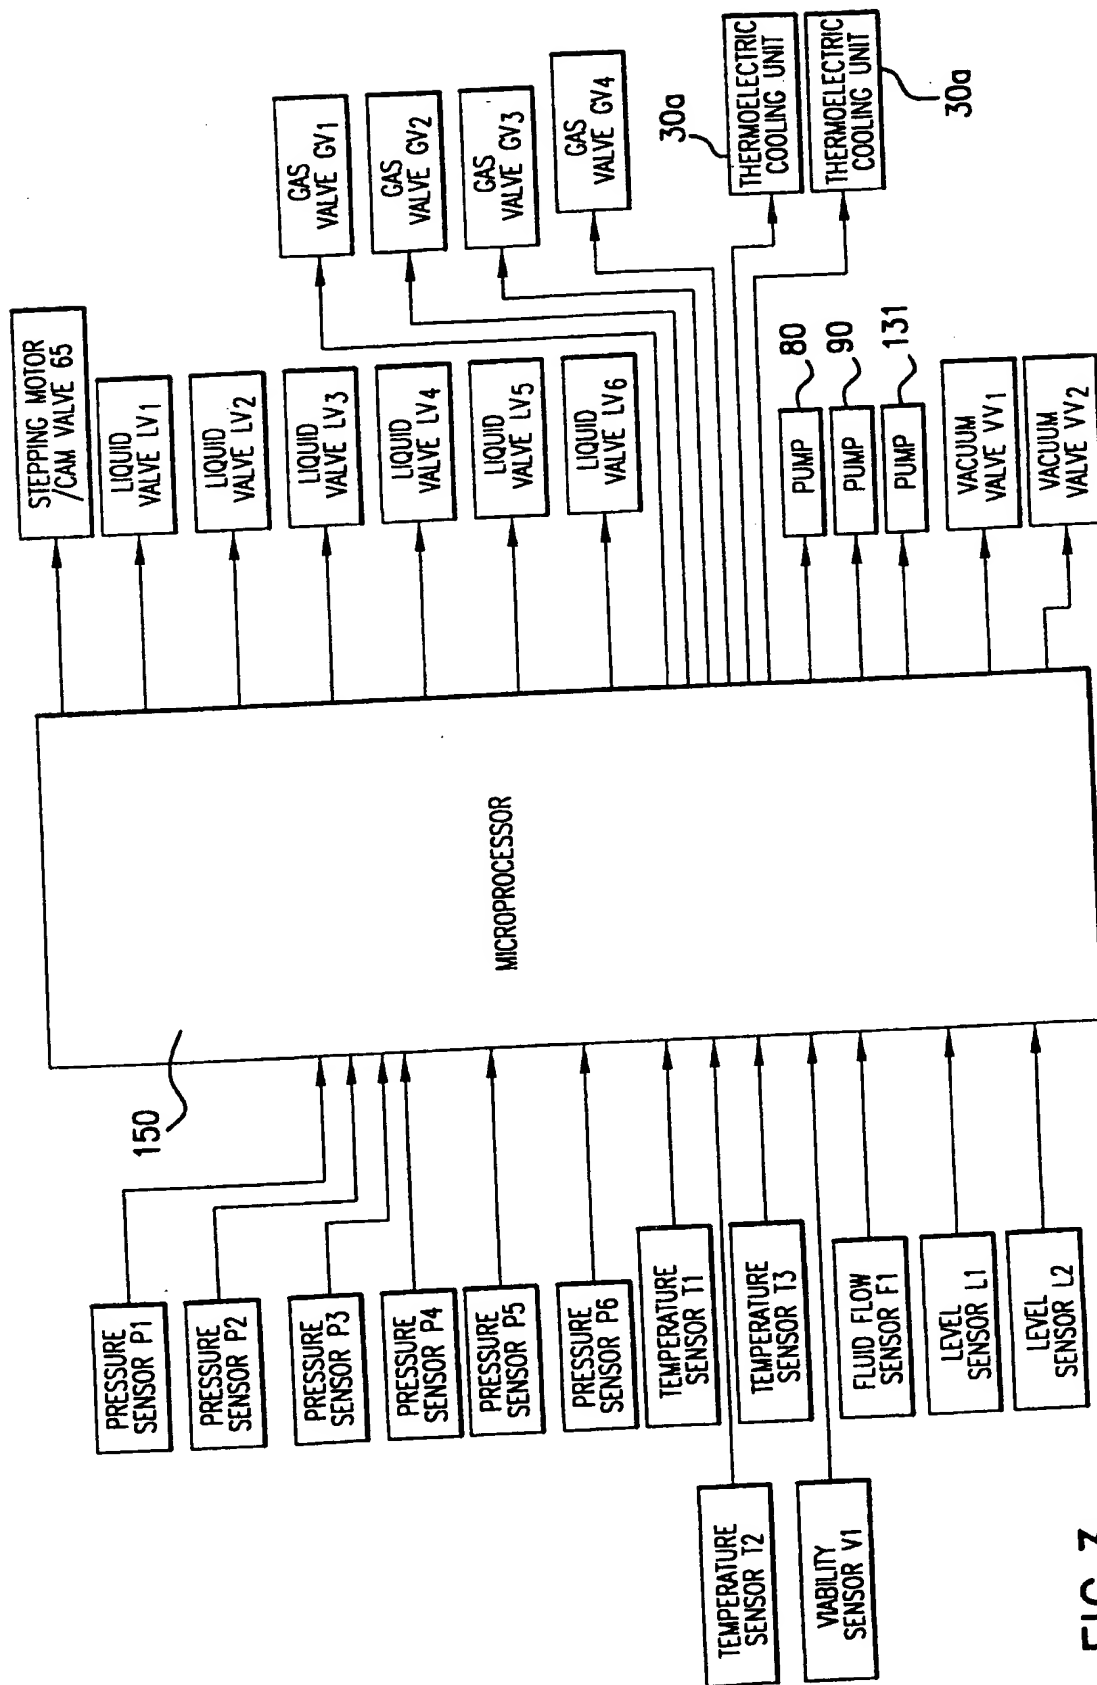 STEPPING MOTOR
/CAM VALVE 65
LIQUID
VALVE LV1
LIQUID
VALVE LV2
LIQUID
VALVE LV3
LIQUID
VALVE LV4
LIQUID
VALVE LV5
LIQUID
VALVE LV6
GAS
VALVE GV1
GAS
VALVE GV2
GAS
VALVE GV3
GAS
VALVE GV4
30a
THERMOELECTRIC
COOLING UNIT
THERMOELECTRIC
COOLING UNIT
30a
PUMP
80
PUMP
90
PUMP
131
VACUUM
VALVE VV1
VACUUM
VALVE VV2
MICROPROCESSOR
150
PRESSURE
SENSOR P1
PRESSURE
SENSOR P2
PRESSURE
SENSOR P3
PRESSURE
SENSOR P4
PRESSURE
SENSOR P5
PRESSURE
SENSOR P6
TEMPERATURE
SENSOR T1
TEMPERATURE
SENSOR T3
FLUID FLOW
SENSOR F1
LEVEL
SENSOR L1
LEVEL
SENSOR L2
TEMPERATURE
SENSOR T2
VIABILITY
SENSOR V1
FIG.3